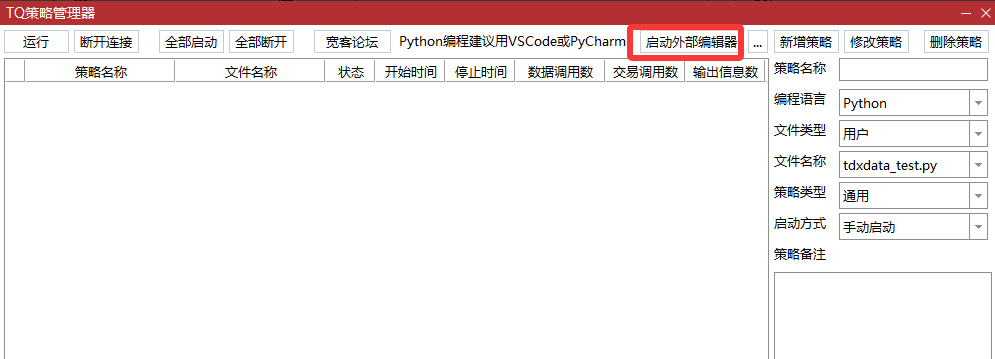 TQ策略管理器
运行 断开连接 全部启动 全部断开 宽客论坛 Python编程建议用VSCode或PyCharm 启动外部编辑器 ... 新增策略 修改策略 删除策略
策略名称 文件名称 状态 开始时间 停止时间 数据调用数 交易调用数 输出信息数
策略名称
编程语言 Python
文件类型 用户
文件名称 tdxdata_test.py
策略类型 通用
启动方式 手动启动
策略备注